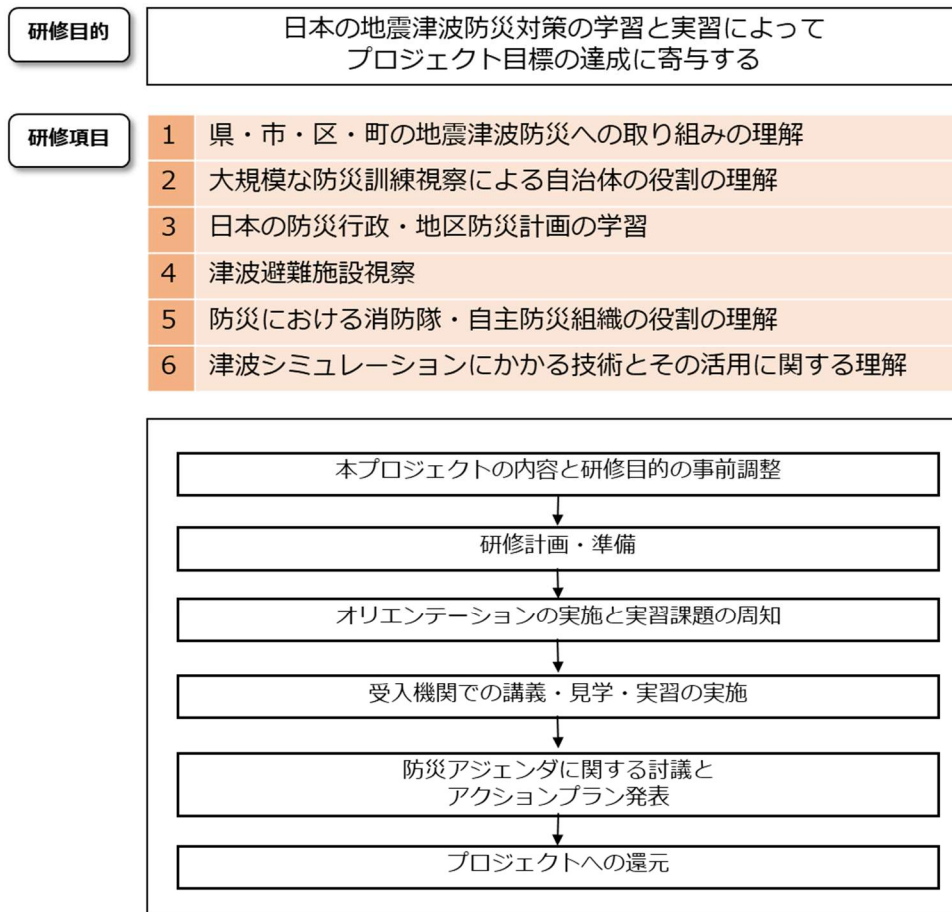 研修目的
日本の地震津波防災対策の学習と実習によって
プロジェクト目標の達成に寄与する
研修項目
1 県・市・区・町の地震津波防災への取り組みの理解
2 大規模な防災訓練視察による自治体の役割の理解
3 日本の防災行政・地区防災計画の学習
4 津波避難施設視察
5 防災における消防隊・自主防災組織の役割の理解
6 津波シミュレーションにかかる技術とその活用に関する理解
本プロジェクトの内容と研修目的の事前調整
研修計画・準備
オリエンテーションの実施と実習課題の周知
受入機関での講義・見学・実習の実施
防災アジェンダに関する討議と
アクションプラン発表
プロジェクトへの還元